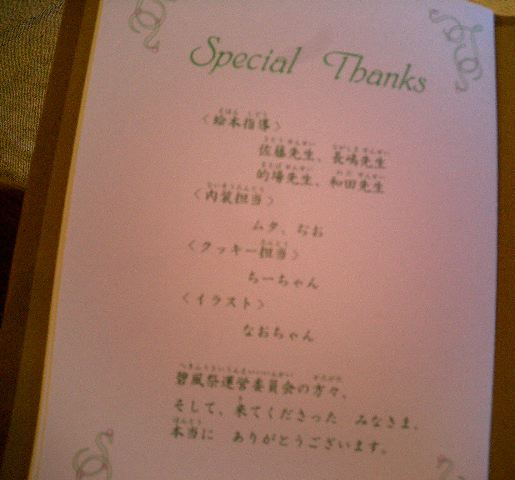 Special Thanks
〈絵本指導〉
佐藤先生、長嶋先生
的場先生、和田先生
〈内装担当〉
ムタ、なお
〈クッキー担当〉
ちーちゃん
〈イラスト〉
なおちゃん
碧風祭運営委員会の方々、
そして、来てくださった みなさま、
本当に ありがとうございます。